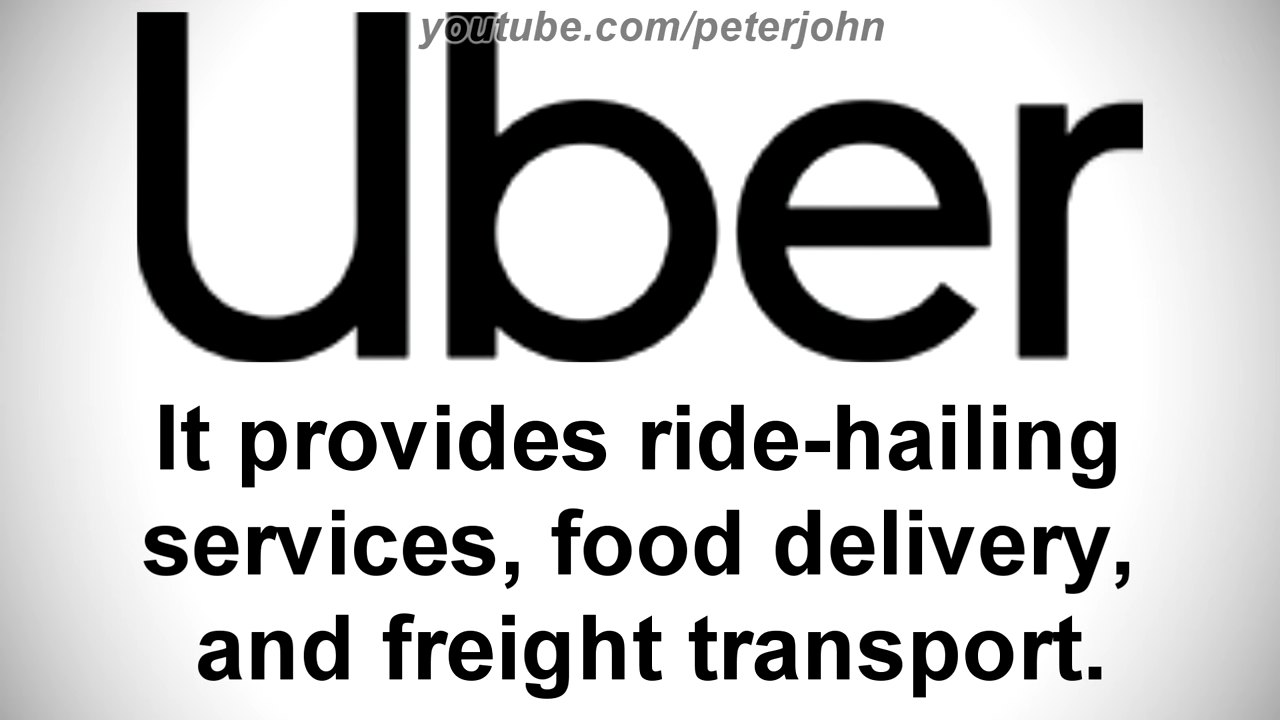 youtube.com/peterjohn
Uber
It provides ride-hailing
services, food delivery,
and freight transport.